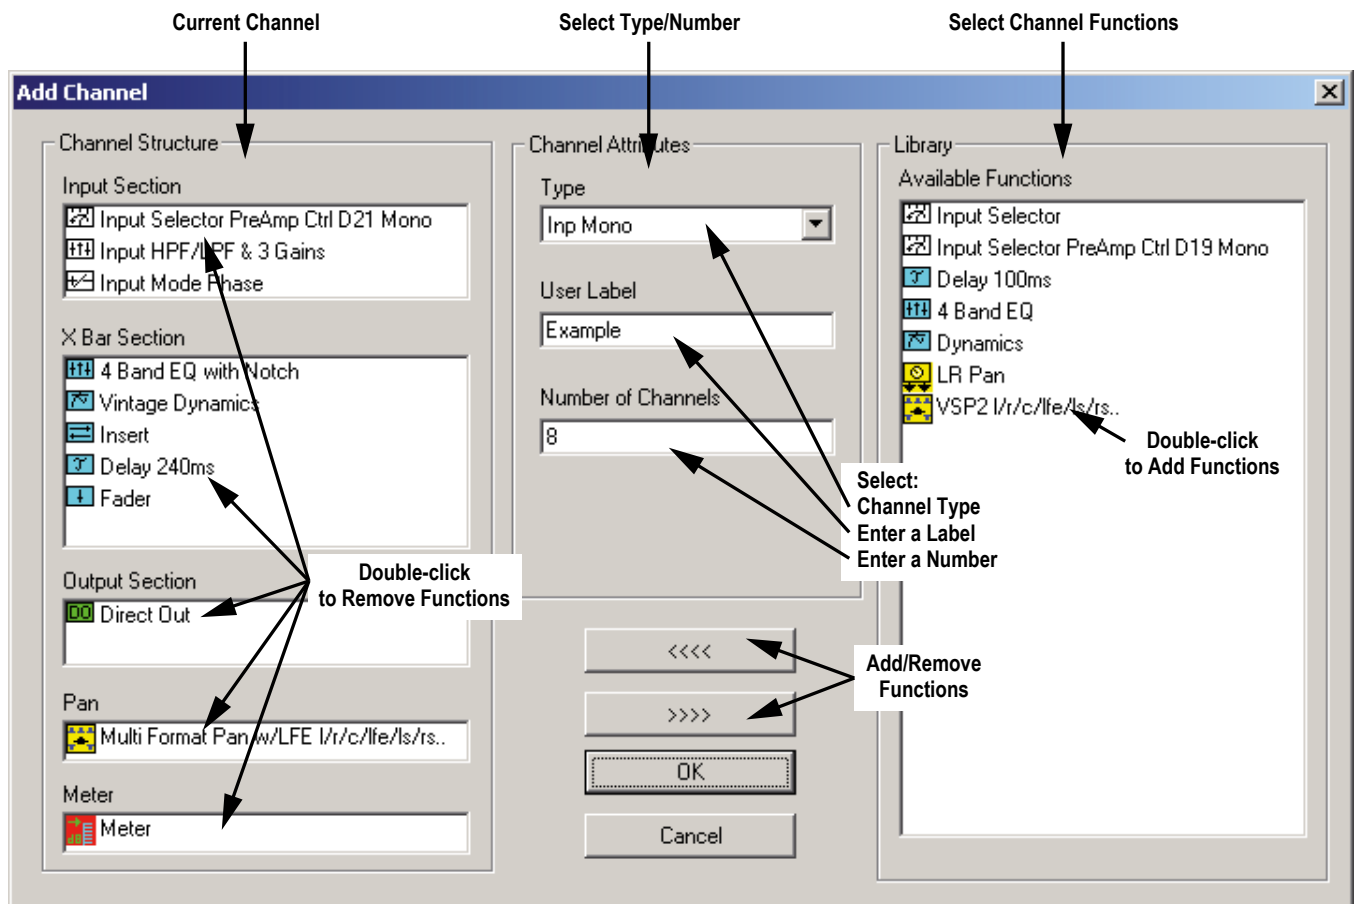 Current Channel
Select Type/Number
Select Channel Functions
Add Channel
Channel Structure
Input Section
Input Selector PreAmp Ctrl D21 Mono
Input HPF/LPF & 3 Gains
Input Mode Phase
X Bar Section
4 Band EQ with Notch
Vintage Dynamics
Insert
Delay 240ms
Fader
Output Section
DO Direct Out
Pan
Multi Format Pan w/LFE l/r/c/lfe/ls/rs..
Meter
dB Meter
Double-click
to Remove Functions
Channel Attributes
Type
Inp Mono
User Label
Example
Number of Channels
8
Select:
Channel Type
Enter a Label
Enter a Number
<<<<
>>>>
OK
Cancel
Add/Remove
Functions
Library
Available Functions
Input Selector
Input Selector PreAmp Ctrl D19 Mono
Delay 100ms
4 Band EQ
Dynamics
LR Pan
VSP2 l/r/c/lfe/ls/rs..
Double-click
to Add Functions